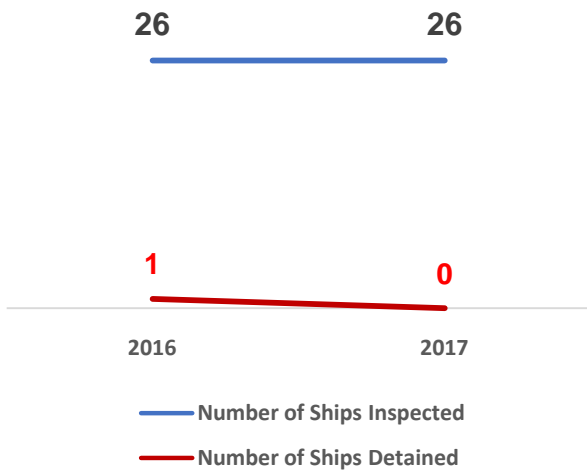 26 26
1 0
2016 2017
Number of Ships Inspected
Number of Ships Detained